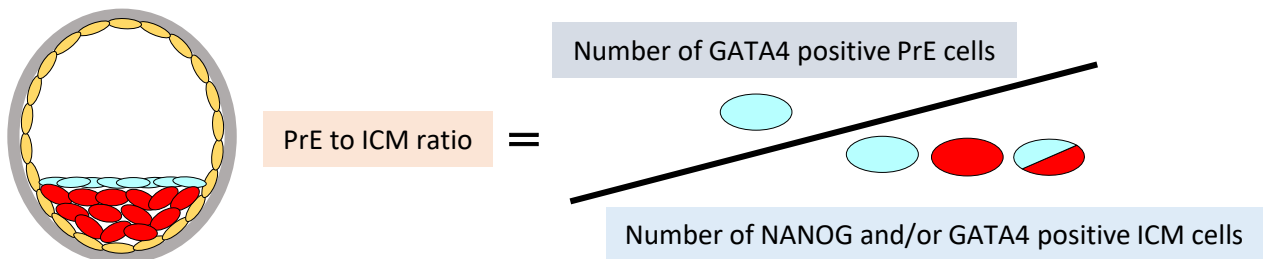 Number of GATA4 positive PrE cells
PrE to ICM ratio =
Number of NANOG and/or GATA4 positive ICM cells